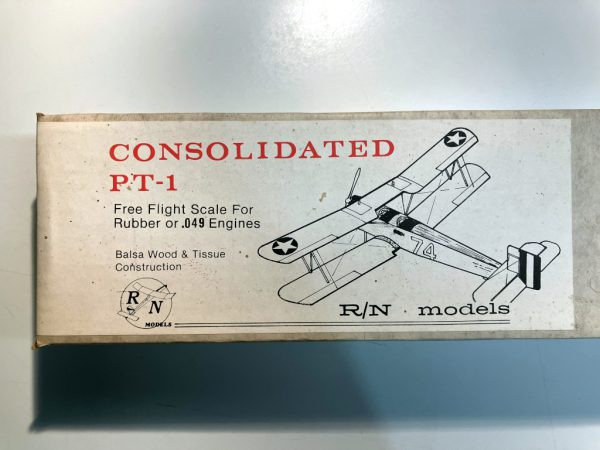 CONSOLIDATED
PT-1
Free Flight Scale For
Rubber or .049 Engines
Balsa Wood & Tissue
Construction
R N
MODELS
74
R/N models